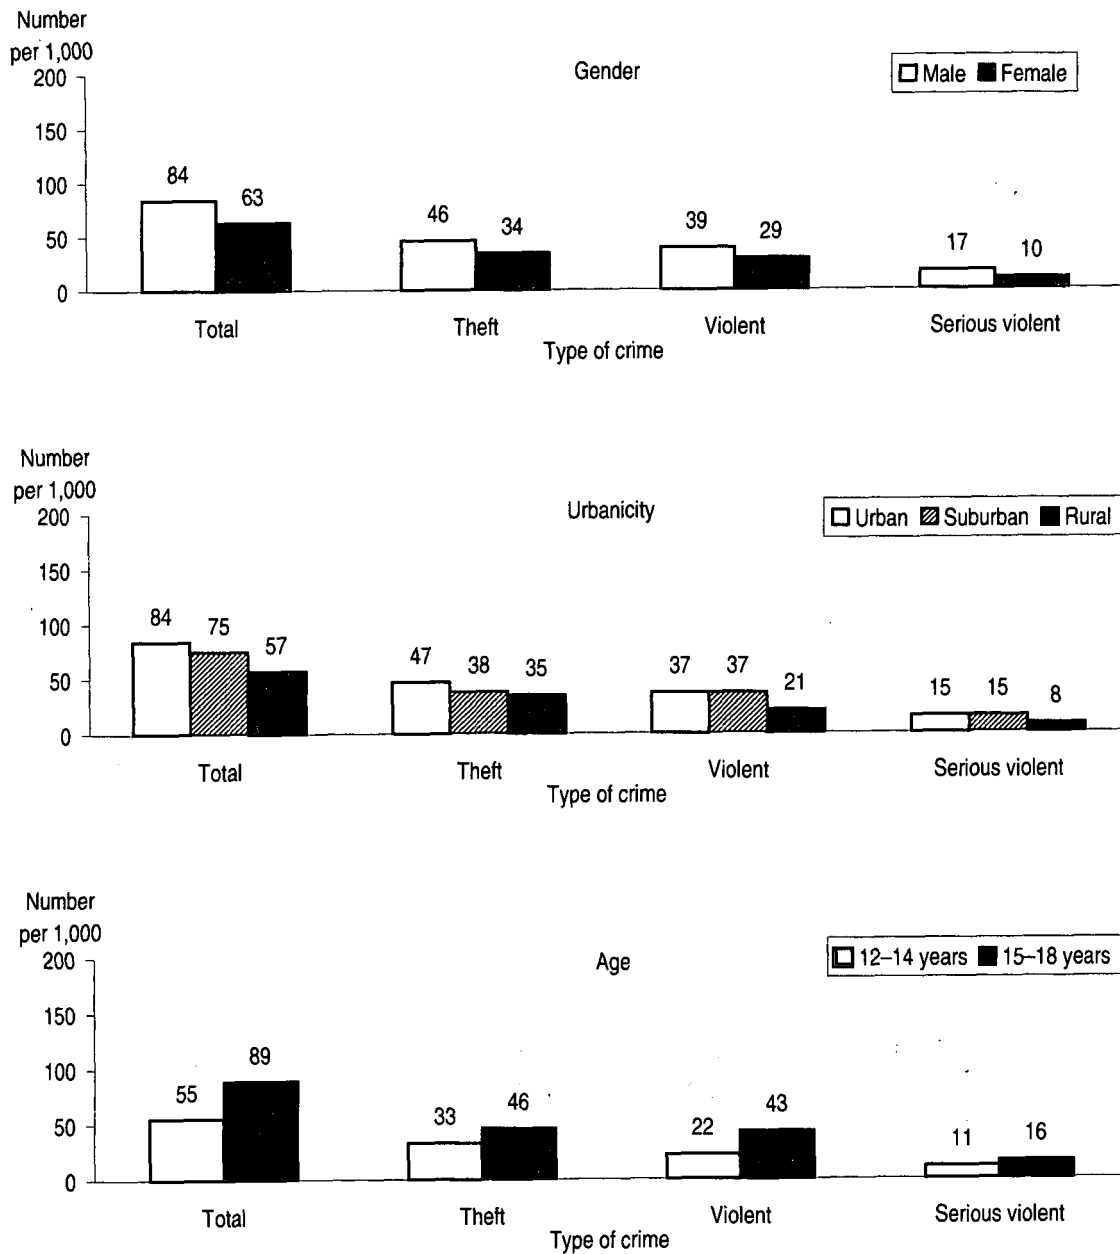 Number
per 1,000
Gender
Male Female
200
150
100
50
0
84 63 46 34 39 29 17 10
Total Theft Violent Serious violent
Type of crime
Number
per 1,000
Urbanicity
Urban Suburban Rural
200
150
100
50
0
84 75 57 47 38 35 37 37 21 15 15 8
Total Theft Violent Serious violent
Type of crime
Number
per 1,000
Age
12–14 years 15–18 years
200
150
100
50
0
55 89 33 46 22 43 11 16
Total Theft Violent Serious violent
Type of crime